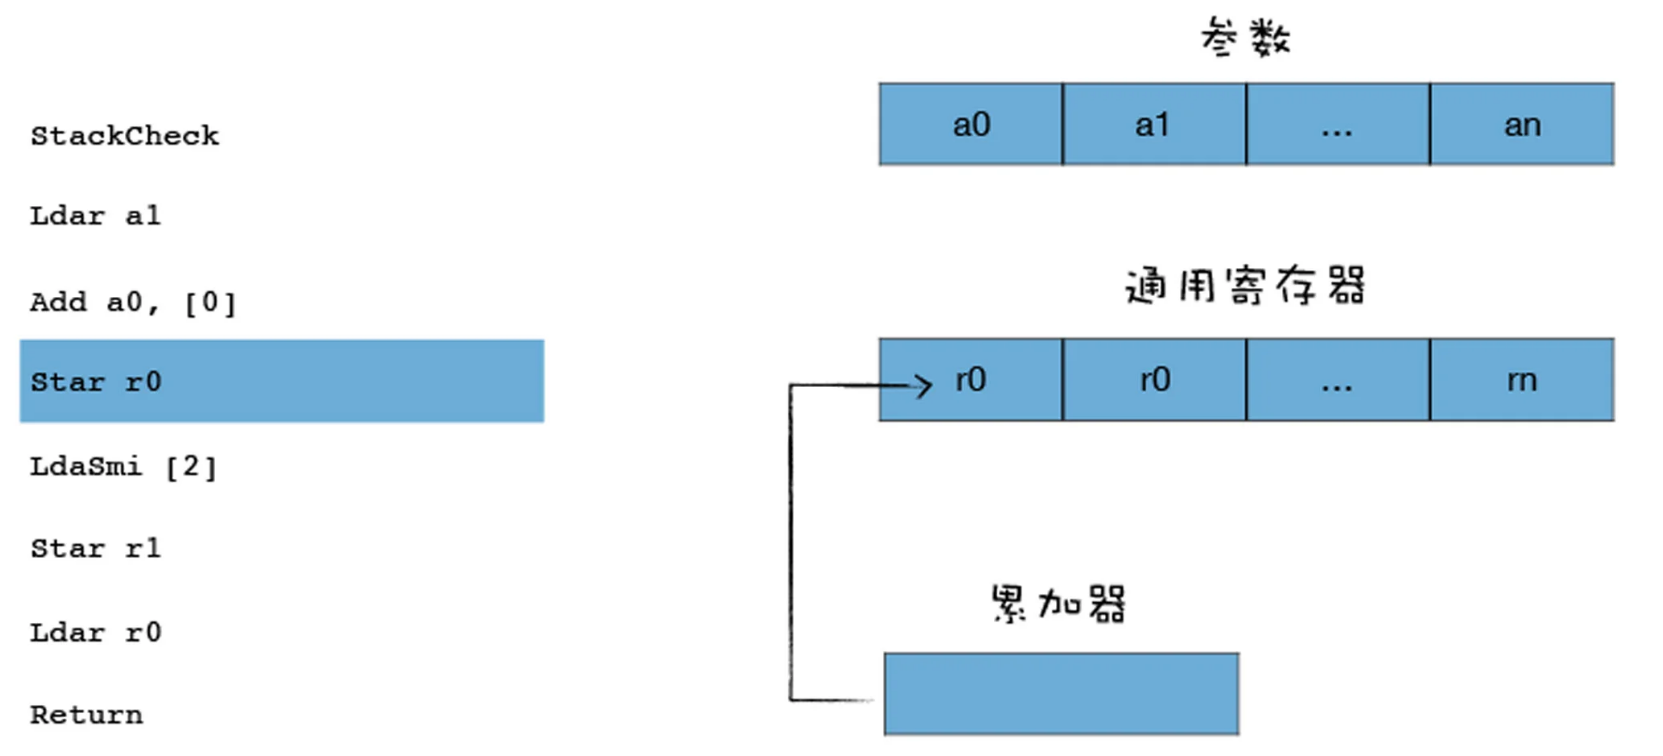 StackCheck
Ldar a1
Add a0, [0]
Star r0
LdaSmi [2]
Star r1
Ldar r0
Return
参数
a0 a1 ... an
通用寄存器
r0 r0 ... rn
累加器